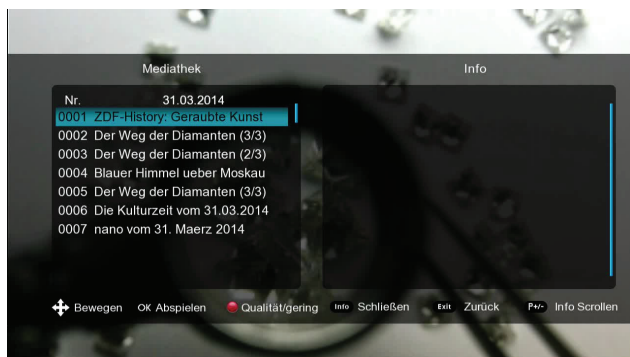 Mediathek
Info
Nr. 31.03.2014
0001 ZDF-History: Geraubte Kunst
0002 Der Weg der Diamanten (3/3)
0003 Der Weg der Diamanten (2/3)
0004 Blauer Himmel ueber Moskau
0005 Der Weg der Diamanten (3/3)
0006 Die Kulturzeit vom 31.03.2014
0007 nano vom 31. Maerz 2014
Bewegen OK Abspielen Qualität/gering Info Schließen Exit Zurück P+/- Info Scrollen